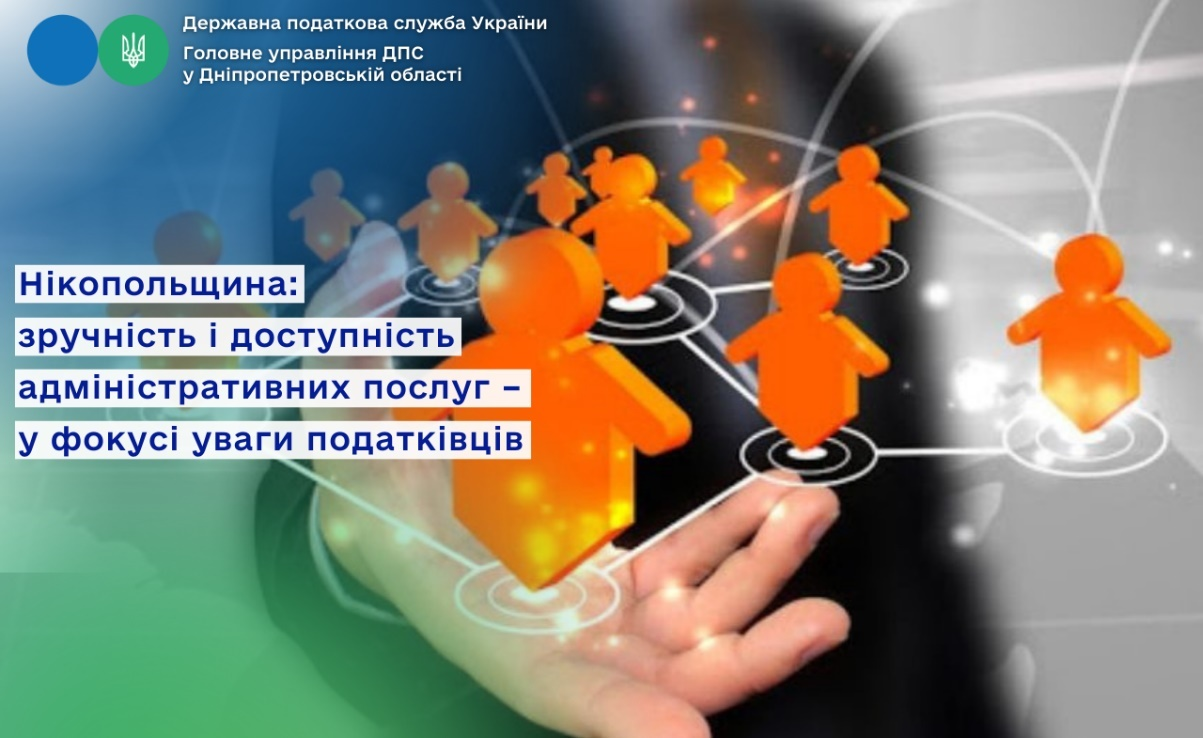 Державна податкова служба України
Головне управління ДПС
у Дніпропетровській області
Нікопольщина:
зручність і доступність
адміністративних послуг –
у фокусі уваги податківців